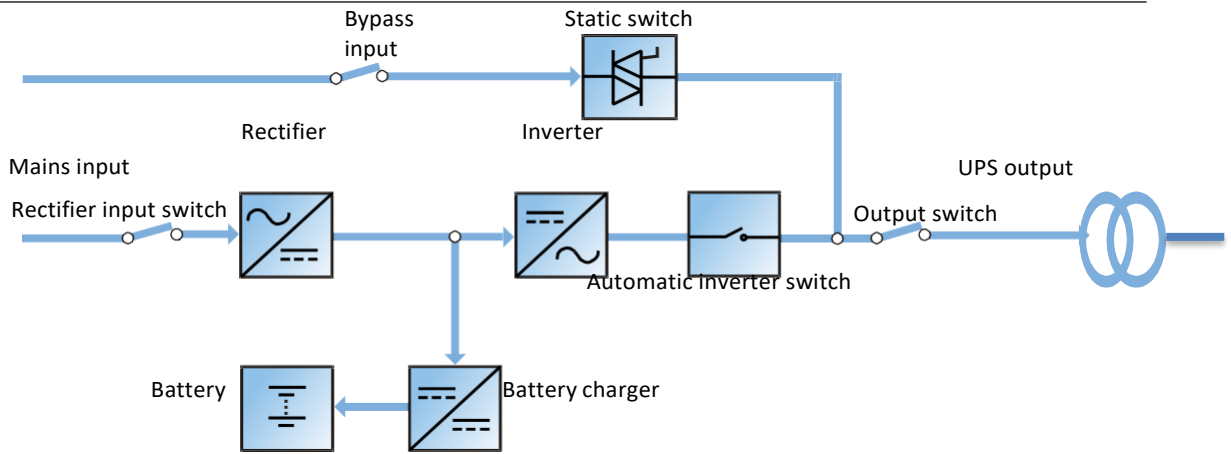 Bypass
input
Static switch
Rectifier
Inverter
Mains input
UPS output
Rectifier input switch
Output switch
Automatic inverter switch
Battery
Battery charger